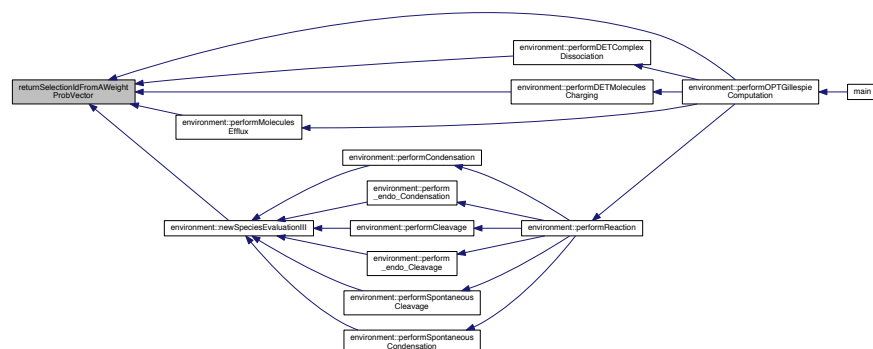 environment::performDETComplex
Dissociation
returnSelectionIdFromAWeight
ProbVector
environment::performDETMolecules
Charging
environment::performOPTGillespie
Computation
main
environment::performMolecules
Efflux
environment::performCondensation
environment::perform
_endo_Condensation
environment::newSpeciesEvaluationIII
environment::performCleavage
environment::performReaction
environment::perform
_endo_Cleavage
environment::performSpontaneous
Cleavage
environment::performSpontaneous
Condensation